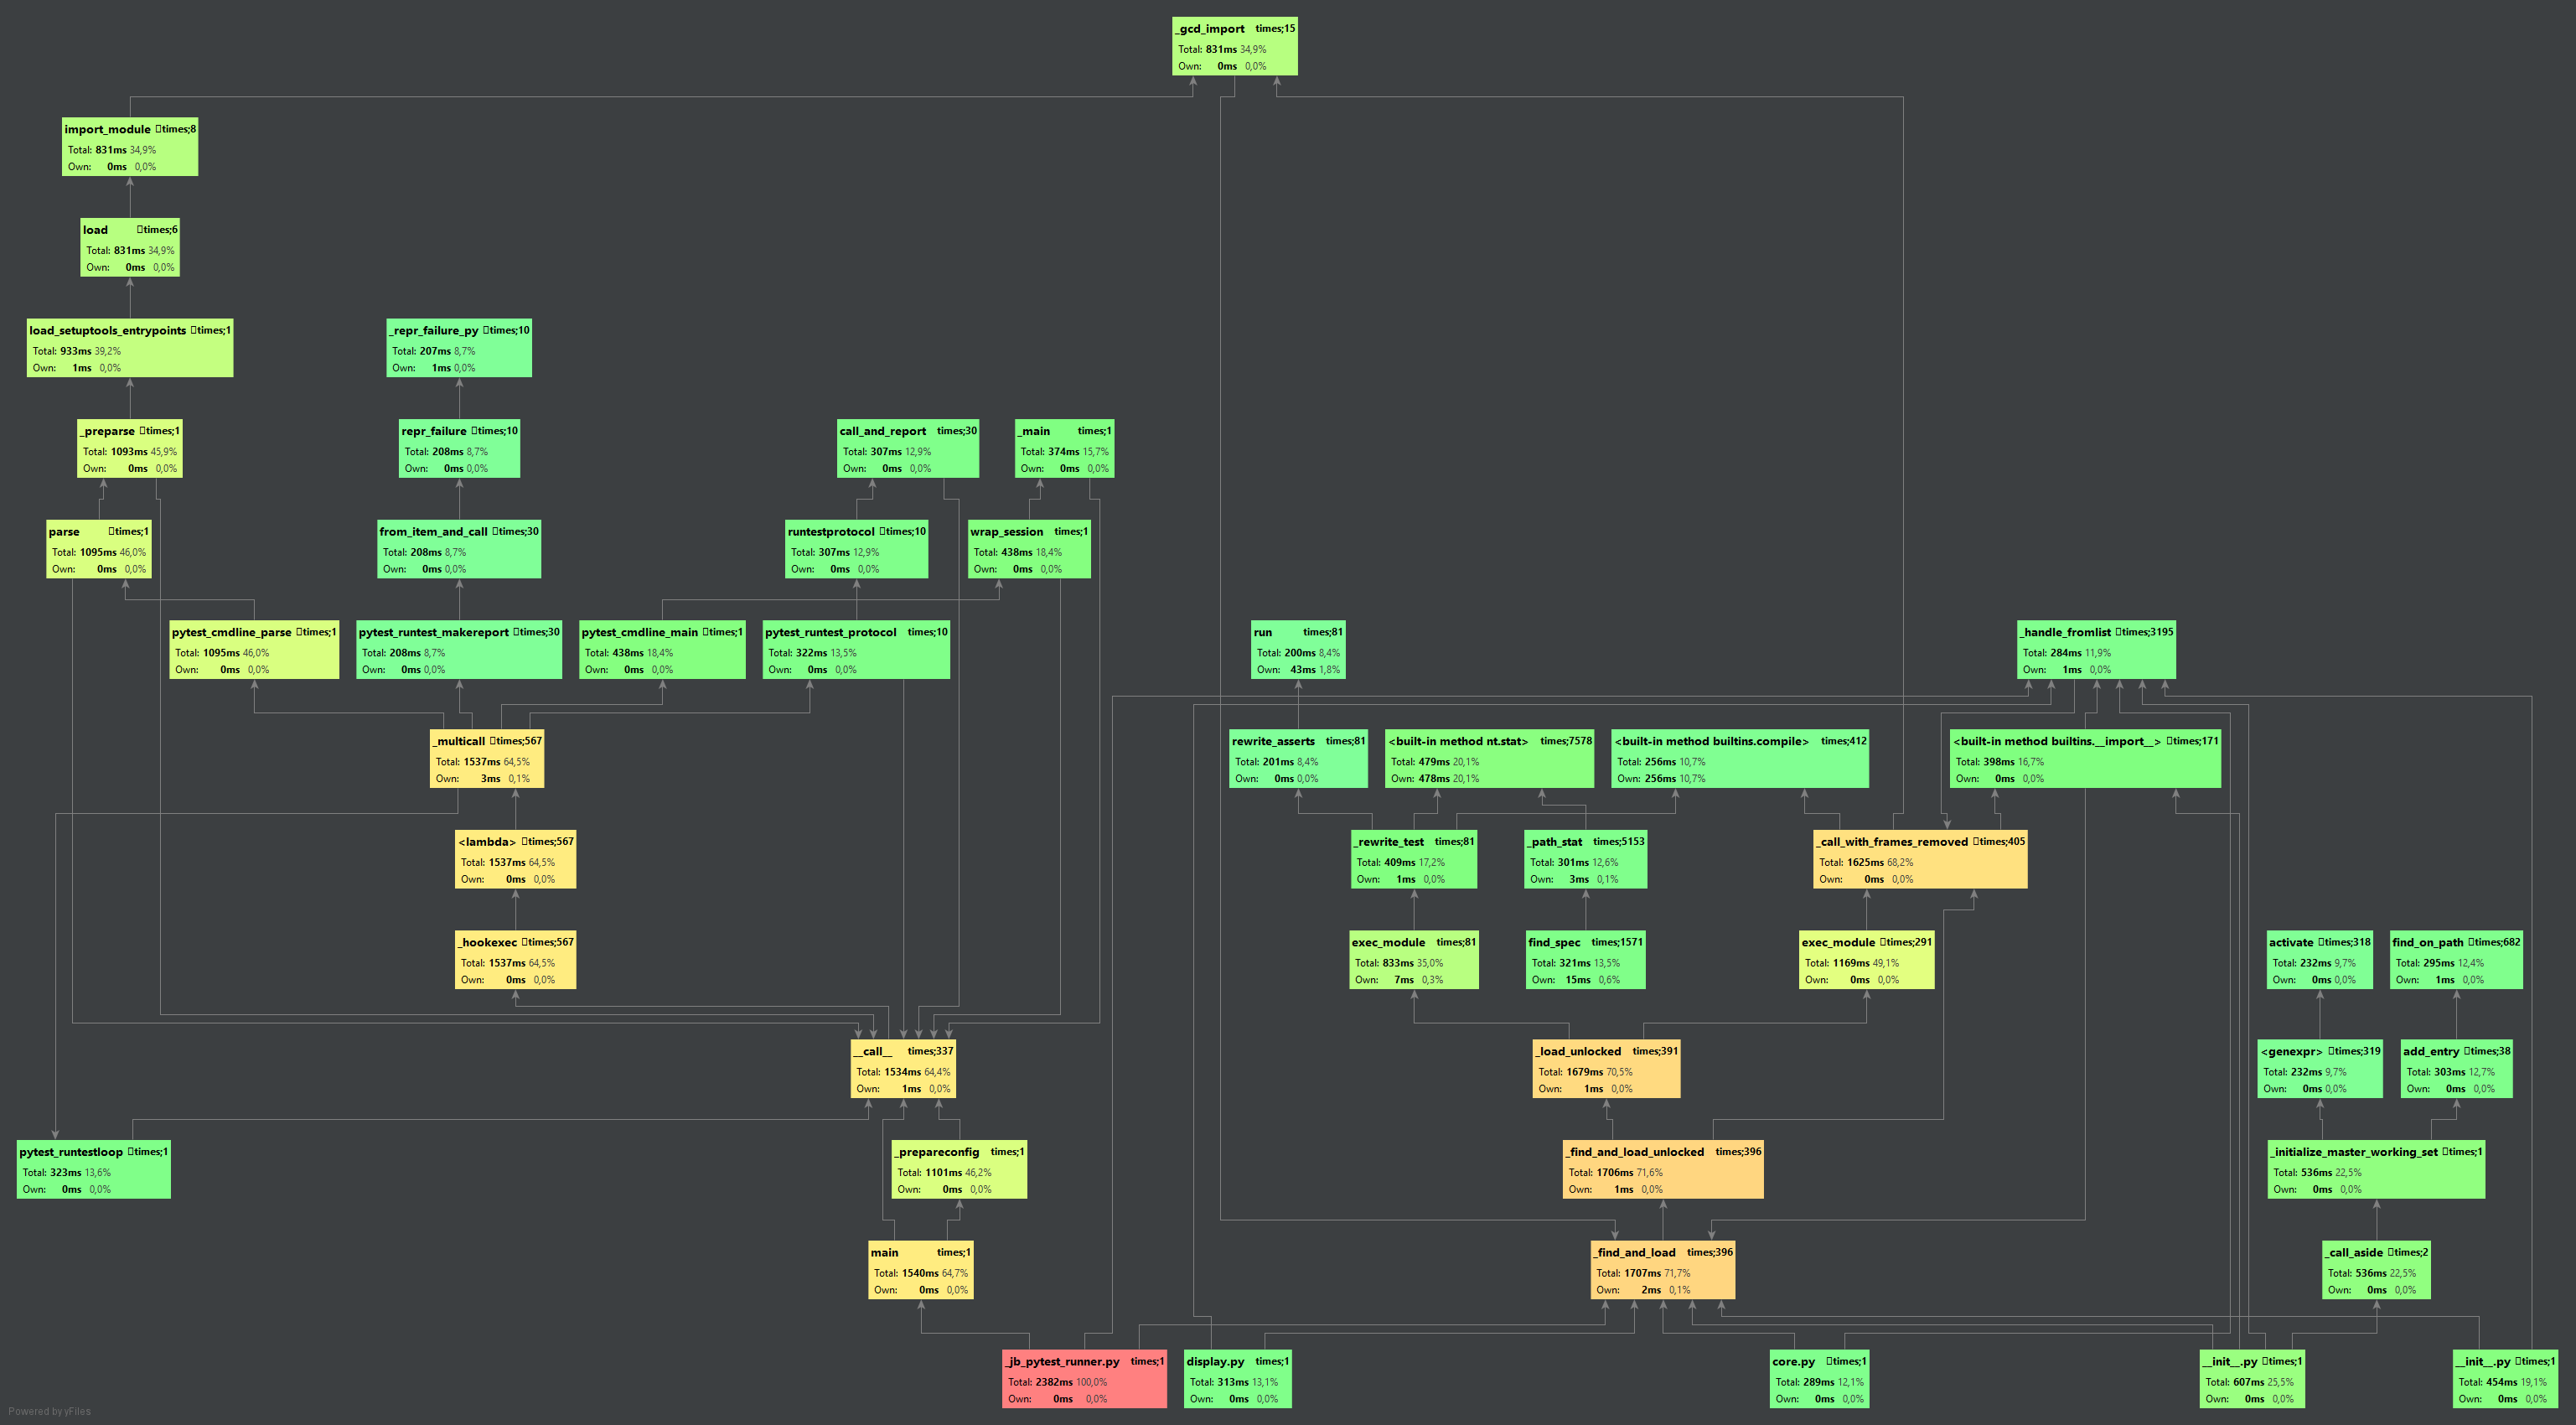 _gcd_import times;15
Total: 831ms 34,9%
Own: 0ms 0,0%
import_module ▯times;8
Total: 831ms 34,9%
Own: 0ms 0,0%
load ▯times;6
Total: 831ms 34,9%
Own: 0ms 0,0%
load_setuptools_entrypoints ▯times;1
Total: 933ms 39,2%
Own: 1ms 0,0%
_repr_failure_py ▯times;10
Total: 207ms 8,7%
Own: 1ms 0,0%
_preparse ▯times;1
Total: 1093ms 45,9%
Own: 0ms 0,0%
repr_failure ▯times;10
Total: 208ms 8,7%
Own: 0ms 0,0%
call_and_report times;30
Total: 307ms 12,9%
Own: 0ms 0,0%
_main times;1
Total: 374ms 15,7%
Own: 0ms 0,0%
parse ▯times;1
Total: 1095ms 46,0%
Own: 0ms 0,0%
from_item_and_call ▯times;30
Total: 208ms 8,7%
Own: 0ms 0,0%
runtestprotocol ▯times;10
Total: 307ms 12,9%
Own: 0ms 0,0%
wrap_session times;1
Total: 438ms 18,4%
Own: 0ms 0,0%
pytest_cmdline_parse ▯times;1
Total: 1095ms 46,0%
Own: 0ms 0,0%
pytest_runtest_makereport ▯times;30
Total: 208ms 8,7%
Own: 0ms 0,0%
pytest_cmdline_main ▯times;1
Total: 438ms 18,4%
Own: 0ms 0,0%
pytest_runtest_protocol times;10
Total: 322ms 13,5%
Own: 0ms 0,0%
run times;81
Total: 200ms 8,4%
Own: 43ms 1,8%
_handle_fromlist ▯times;3195
Total: 284ms 11,9%
Own: 1ms 0,0%
_multicall ▯times;567
Total: 1537ms 64,5%
Own: 3ms 0,1%
rewrite_asserts times;81
Total: 201ms 8,4%
Own: 0ms 0,0%
<built-in method nt.stat> times;7578
Total: 479ms 20,1%
Own: 478ms 20,1%
<built-in method builtins.compile> times;412
Total: 256ms 10,7%
Own: 256ms 10,7%
<built-in method builtins.__import__> ▯times;171
Total: 398ms 16,7%
Own: 0ms 0,0%
<lambda> ▯times;567
Total: 1537ms 64,5%
Own: 0ms 0,0%
_rewrite_test times;81
Total: 409ms 17,2%
Own: 1ms 0,0%
_path_stat times;5153
Total: 301ms 12,6%
Own: 3ms 0,1%
_call_with_frames_removed ▯times;405
Total: 1625ms 68,2%
Own: 0ms 0,0%
_hookexec ▯times;567
Total: 1537ms 64,5%
Own: 0ms 0,0%
exec_module times;81
Total: 833ms 35,0%
Own: 7ms 0,3%
find_spec times;1571
Total: 321ms 13,5%
Own: 15ms 0,6%
exec_module ▯times;291
Total: 1169ms 49,1%
Own: 0ms 0,0%
activate ▯times;318
Total: 232ms 9,7%
Own: 0ms 0,0%
find_on_path ▯times;682
Total: 295ms 12,4%
Own: 1ms 0,0%
__call__ times;337
Total: 1534ms 64,4%
Own: 1ms 0,0%
_load_unlocked times;391
Total: 1679ms 70,5%
Own: 1ms 0,0%
<genexpr> ▯times;319
Total: 232ms 9,7%
Own: 0ms 0,0%
add_entry ▯times;38
Total: 303ms 12,7%
Own: 0ms 0,0%
pytest_runtestloop ▯times;1
Total: 323ms 13,6%
Own: 0ms 0,0%
_prepareconfig times;1
Total: 1101ms 46,2%
Own: 0ms 0,0%
_find_and_load_unlocked times;396
Total: 1706ms 71,6%
Own: 1ms 0,0%
_initialize_master_working_set ▯times;1
Total: 536ms 22,5%
Own: 0ms 0,0%
main times;1
Total: 1540ms 64,7%
Own: 0ms 0,0%
_find_and_load times;396
Total: 1707ms 71,7%
Own: 2ms 0,1%
_call_aside ▯times;2
Total: 536ms 22,5%
Own: 0ms 0,0%
_jb_pytest_runner.py times;1
Total: 2382ms 100,0%
Own: 0ms 0,0%
display.py times;1
Total: 313ms 13,1%
Own: 0ms 0,0%
core.py ▯times;1
Total: 289ms 12,1%
Own: 0ms 0,0%
__init__.py ▯times;1
Total: 607ms 25,5%
Own: 0ms 0,0%
__init__.py ▯times;1
Total: 454ms 19,1%
Own: 0ms 0,0%
Powered by yFiles